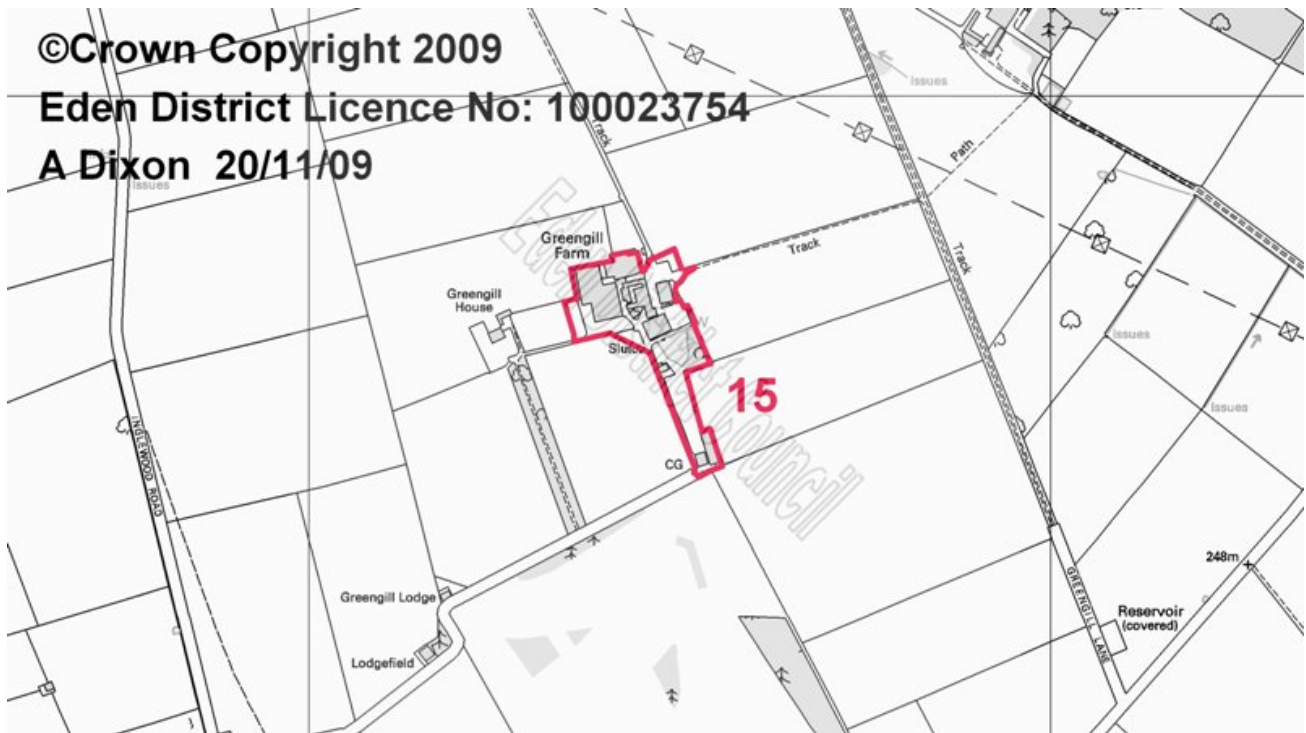 ©Crown Copyright 2009
Eden District Licence No: 100023754
A Dixon 20/11/09
Issues
Issues
Track
Path
Eden District Council
Greengill
Farm
Track
Track
Greengill
House
Issues
15
Issues
INGLEWOOD ROAD
CG
248m
GREENGILL LANE
Greengill Lodge
Reservoir
(covered)
Lodgefield